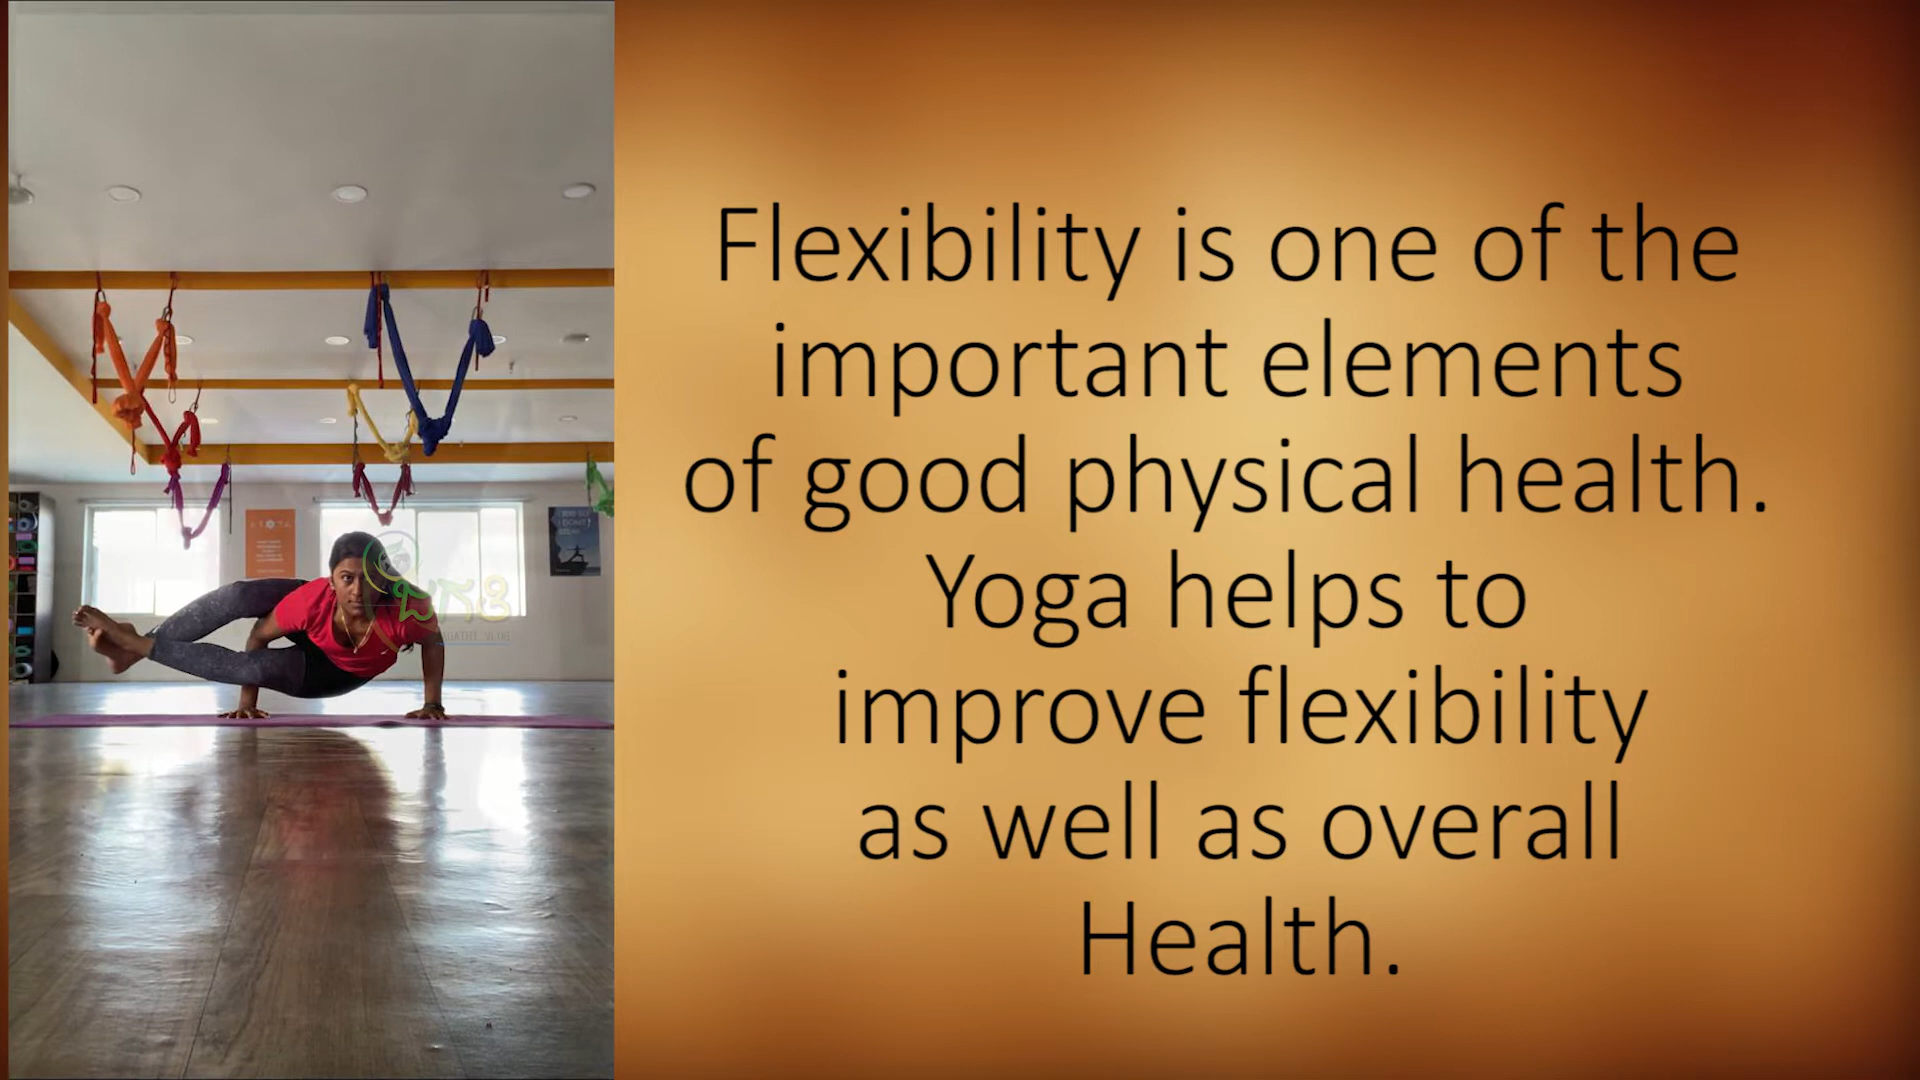 Flexibility is one of the
important elements
of good physical health.
Yoga helps to
improve flexibility
as well as overall
Health.